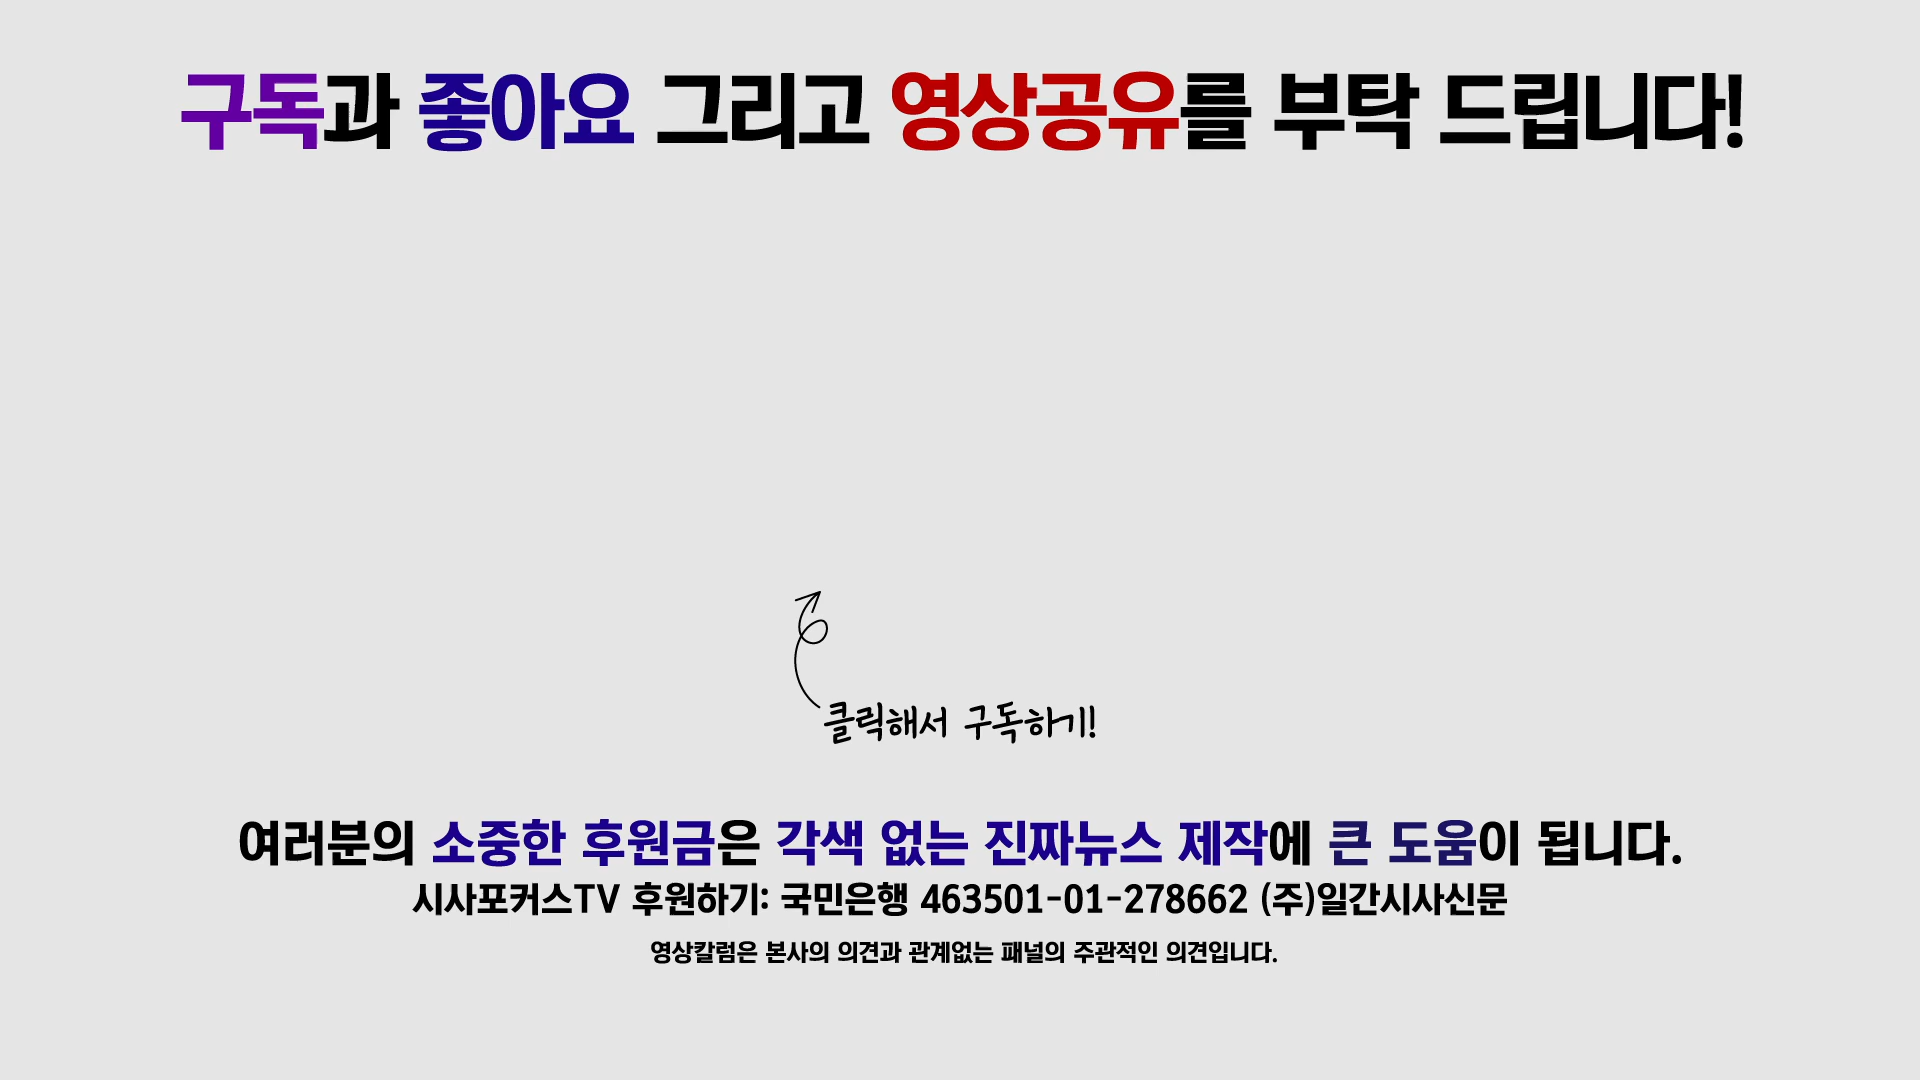 구독과 좋아요 그리고 영상공유를 부탁 드립니다!
클릭해서 구독하기!
여러분의 소중한 후원금은 각색 없는 진짜뉴스 제작에 큰 도움이 됩니다.
시사포커스TV 후원하기: 국민은행 463501-01-278662 (주)일간시사신문
영상칼럼은 본사의 의견과 관계없는 패널의 주관적인 의견입니다.